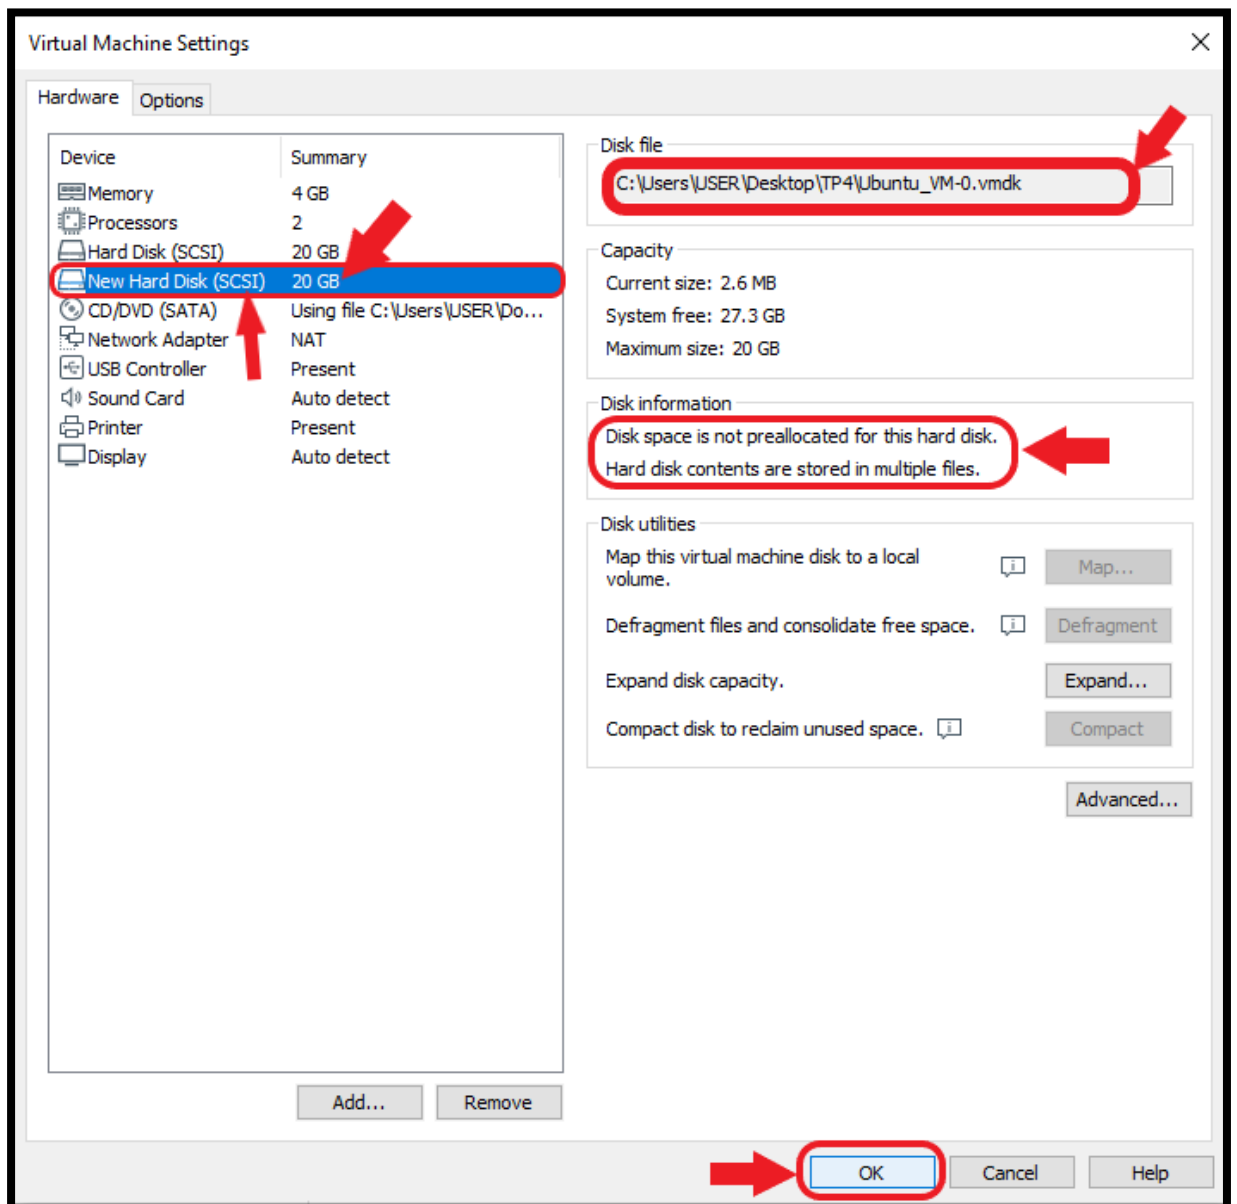 Virtual Machine Settings
Hardware Options
Device Summary
Memory 4 GB
Processors 2
Hard Disk (SCSI) 20 GB
New Hard Disk (SCSI) 20 GB
CD/DVD (SATA) Using file C:\Users\USER\Do...
Network Adapter NAT
USB Controller Present
Sound Card Auto detect
Printer Present
Display Auto detect
Add... Remove
Disk file
C:\Users\USER\Desktop\TP4\Ubuntu_VM-0.vmdk
Capacity
Current size: 2.6 MB
System free: 27.3 GB
Maximum size: 20 GB
Disk information
Disk space is not preallocated for this hard disk.
Hard disk contents are stored in multiple files.
Disk utilities
Map this virtual machine disk to a local
volume.
Map...
Defragment files and consolidate free space. Defragment
Expand disk capacity. Expand...
Compact disk to reclaim unused space. Compact
Advanced...
OK Cancel Help